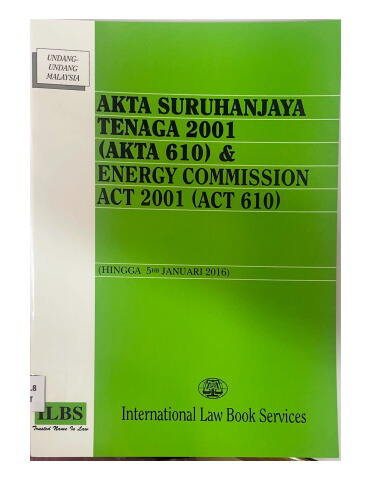 UNDANG-
UNDANG
MALAYSIA
AKTA SURUHANJAYA
TENAGA 2001
(AKTA 610) &
ENERGY COMMISSION
ACT 2001 (ACT 610)
(HINGGA 5HB JANUARI 2016)
.8
T
ILBS
Trusted Name In Law
International Law Book Services